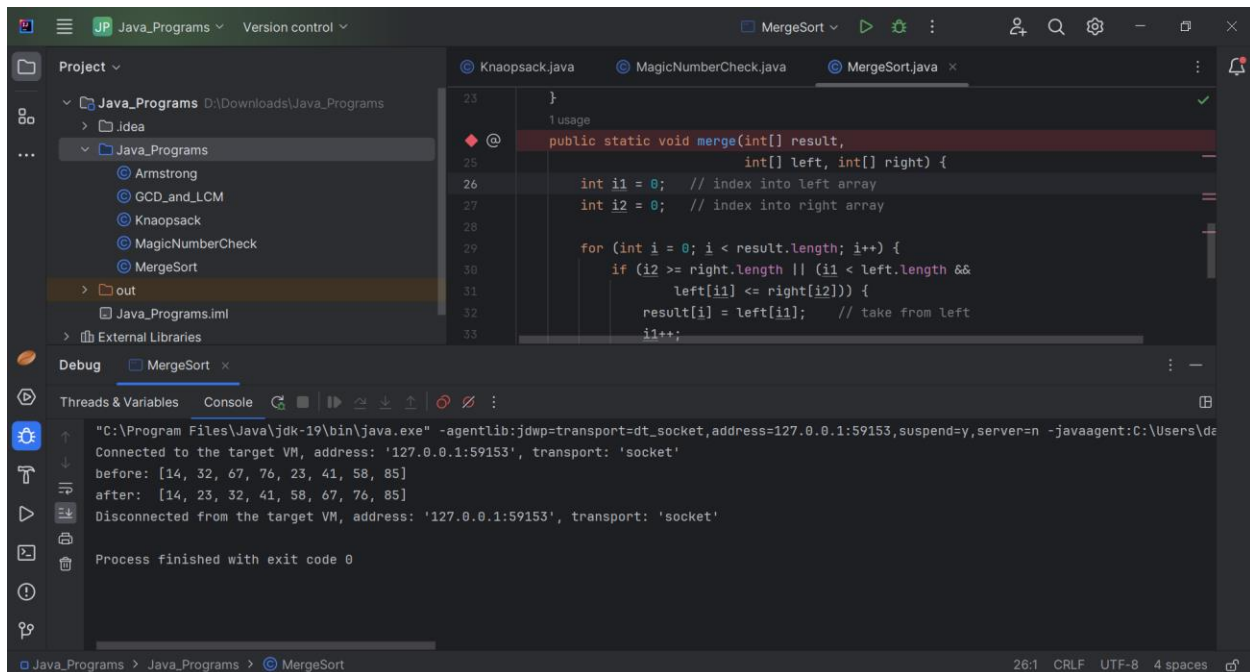 JP Java_Programs Version control MergeSort
Project
Java_Programs D:\Downloads\Java_Programs
.idea
Java_Programs
Armstrong
GCD_and_LCM
Knaopsack
MagicNumberCheck
MergeSort
out
Java_Programs.iml
External Libraries
Knaopsack.java MagicNumberCheck.java MergeSort.java
23 }
1 usage
@ public static void merge(int[] result,
25 int[] left, int[] right) {
26 int i1 = 0; // index into left array
27 int i2 = 0; // index into right array
28
29 for (int i = 0; i < result.length; i++) {
30 if (i2 >= right.length || (i1 < left.length &&
31 left[i1] <= right[i2])) {
32 result[i] = left[i1]; // take from left
33 i1++;
Debug MergeSort
Threads & Variables Console
"C:\Program Files\Java\jdk-19\bin\java.exe" -agentlib:jdwp=transport=dt_socket,address=127.0.0.1:59153,suspend=y,server=n -javaagent:C:\Users\da
Connected to the target VM, address: '127.0.0.1:59153', transport: 'socket'
before: [14, 32, 67, 76, 23, 41, 58, 85]
after: [14, 23, 32, 41, 58, 67, 76, 85]
Disconnected from the target VM, address: '127.0.0.1:59153', transport: 'socket'
Process finished with exit code 0
Java_Programs > Java_Programs > MergeSort 26:1 CRLF UTF-8 4 spaces